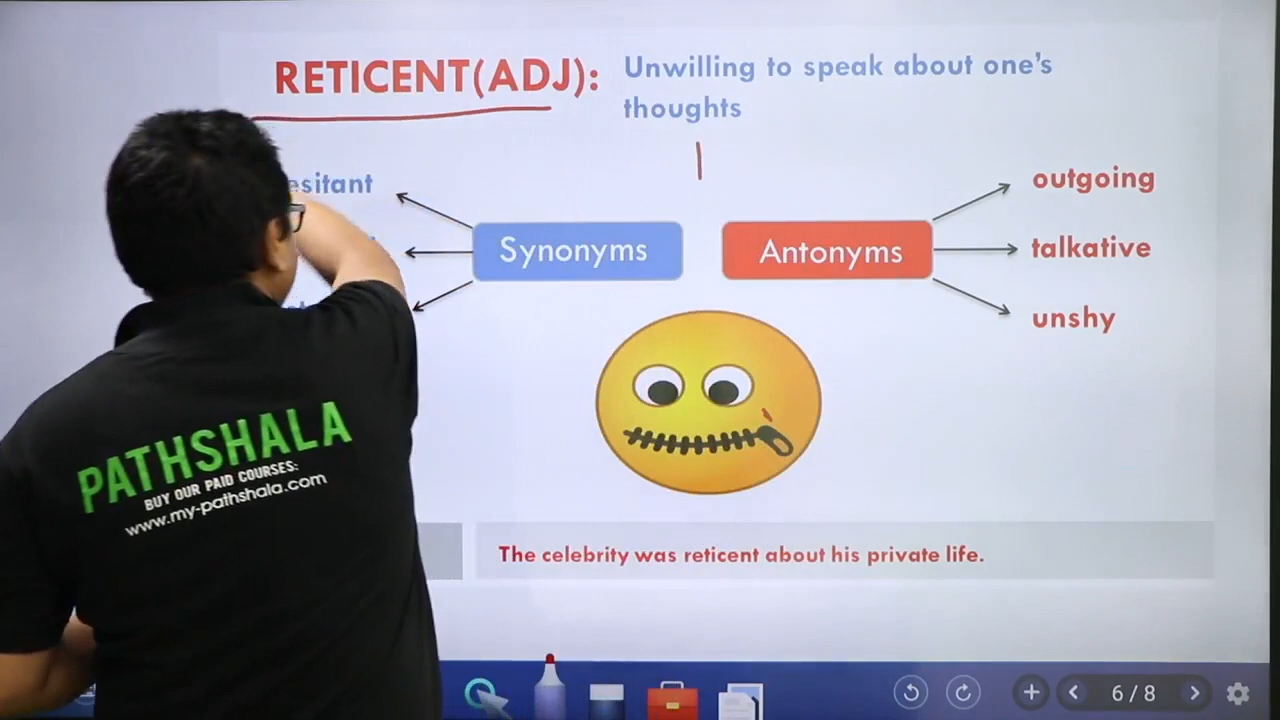 RETICENT(ADJ):
Unwilling to speak about one's
thoughts
esitant
Synonyms
Antonyms
outgoing
talkative
unshy
The celebrity was reticent about his private life.
PATHSHALA
BUY OUR PAID COURSES:
www.my-pathshala.com
6 / 8